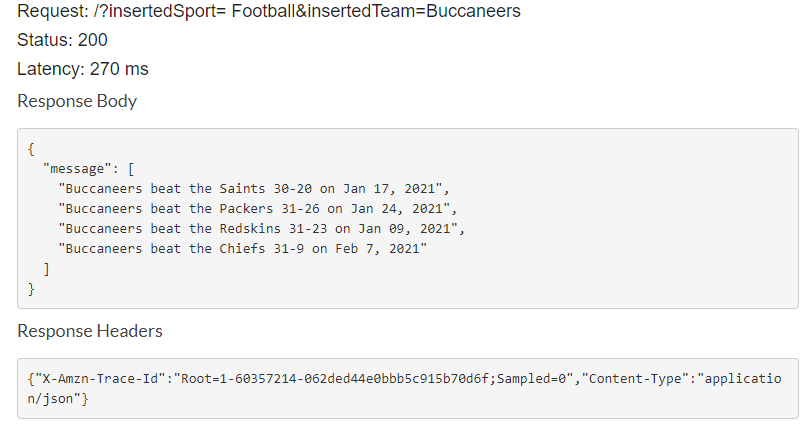 Request: /?insertedSport= Football&insertedTeam=Buccaneers
Status: 200
Latency: 270 ms
Response Body
{
"message": [
"Buccaneers beat the Saints 30-20 on Jan 17, 2021",
"Buccaneers beat the Packers 31-26 on Jan 24, 2021",
"Buccaneers beat the Redskins 31-23 on Jan 09, 2021",
"Buccaneers beat the Chiefs 31-9 on Feb 7, 2021"
]
}
Response Headers
{"X-Amzn-Trace-Id":"Root=1-60357214-062ded44e0bbb5c915b70d6f;Sampled=0","Content-Type":"applicatio
n/json"}